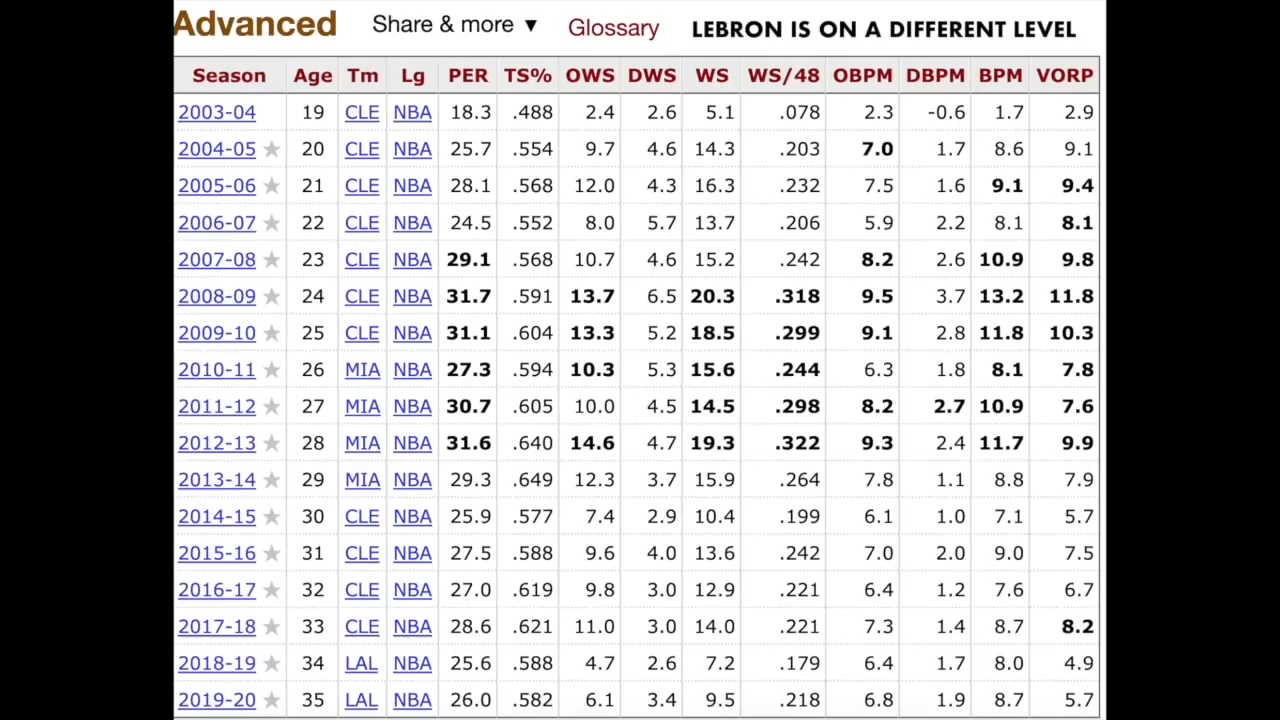 Advanced Share & more ▼ Glossary LEBRON IS ON A DIFFERENT LEVEL
Season Age Tm Lg PER TS% OWS DWS WS WS/48 OBPM DBPM BPM VORP
2003-04 19 CLE NBA 18.3 .488 2.4 2.6 5.1 .078 2.3 -0.6 1.7 2.9
2004-05 ★ 20 CLE NBA 25.7 .554 9.7 4.6 14.3 .203 7.0 1.7 8.6 9.1
2005-06 ★ 21 CLE NBA 28.1 .568 12.0 4.3 16.3 .232 7.5 1.6 9.1 9.4
2006-07 ★ 22 CLE NBA 24.5 .552 8.0 5.7 13.7 .206 5.9 2.2 8.1 8.1
2007-08 ★ 23 CLE NBA 29.1 .568 10.7 4.6 15.2 .242 8.2 2.6 10.9 9.8
2008-09 ★ 24 CLE NBA 31.7 .591 13.7 6.5 20.3 .318 9.5 3.7 13.2 11.8
2009-10 ★ 25 CLE NBA 31.1 .604 13.3 5.2 18.5 .299 9.1 2.8 11.8 10.3
2010-11 ★ 26 MIA NBA 27.3 .594 10.3 5.3 15.6 .244 6.3 1.8 8.1 7.8
2011-12 ★ 27 MIA NBA 30.7 .605 10.0 4.5 14.5 .298 8.2 2.7 10.9 7.6
2012-13 ★ 28 MIA NBA 31.6 .640 14.6 4.7 19.3 .322 9.3 2.4 11.7 9.9
2013-14 ★ 29 MIA NBA 29.3 .649 12.3 3.7 15.9 .264 7.8 1.1 8.8 7.9
2014-15 ★ 30 CLE NBA 25.9 .577 7.4 2.9 10.4 .199 6.1 1.0 7.1 5.7
2015-16 ★ 31 CLE NBA 27.5 .588 9.6 4.0 13.6 .242 7.0 2.0 9.0 7.5
2016-17 ★ 32 CLE NBA 27.0 .619 9.8 3.0 12.9 .221 6.4 1.2 7.6 6.7
2017-18 ★ 33 CLE NBA 28.6 .621 11.0 3.0 14.0 .221 7.3 1.4 8.7 8.2
2018-19 ★ 34 LAL NBA 25.6 .588 4.7 2.6 7.2 .179 6.4 1.7 8.0 4.9
2019-20 ★ 35 LAL NBA 26.0 .582 6.1 3.4 9.5 .218 6.8 1.9 8.7 5.7